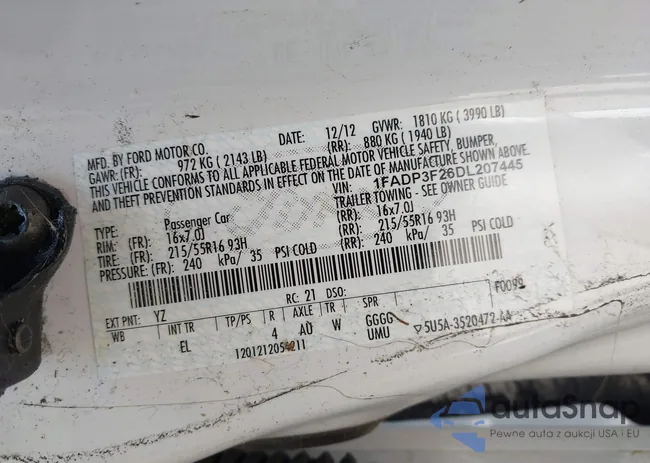 MFD. BY FORD MOTOR CO.
DATE: 12/12 GVWR: 1810 KG ( 3990 LB)
GAWR: (FR): 972 KG ( 2143 LB) (RR): 880 KG ( 1940 LB)
THIS VEHICLE CONFORMS TO ALL APPLICABLE FEDERAL MOTOR VEHICLE SAFETY, BUMPER,
AND THEFT PREVENTION STANDARDS IN EFFECT ON THE DATE OF MANUFACTURE SHOWN ABOVE.
VIN: 1FADP3F26DL207445
TYPE: Passenger Car TRAILER TOWING - SEE OWNER GUIDE
RIM: (FR): 16x7.0J (RR): 16x7.0J
TIRE: (FR): 215/55R16 93H (RR): 215/55R16 93H
PRESSURE: (FR): 240 kPa/ 35 PSI COLD (RR): 240 kPa/ 35 PSI COLD
RC: 21 DSO: F0099
EXT PNT: YZ
WB INT TR TP/PS R AXLE TR SPR
EL 4 AD W GGGG
UMU
▽5U5A-3520472-AA
autoSnap
Pewne auta z aukcji USA i EU